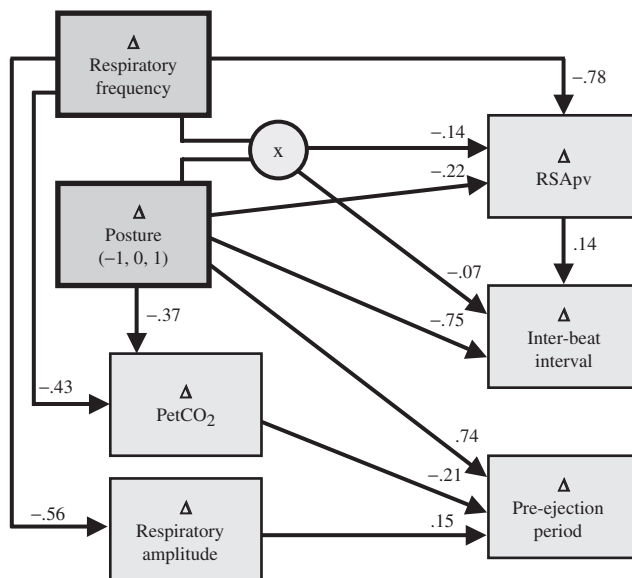 Δ
Respiratory
frequency
−.78
x
−.14
Δ
RSApv
−.22
Δ
Posture
(−1, 0, 1)
.14
−.07
−.37
−.75
Δ
Inter-beat
interval
−.43
Δ
PetCO₂
.74
−.21
Δ
Pre-ejection
period
−.56
Δ
Respiratory
amplitude
.15